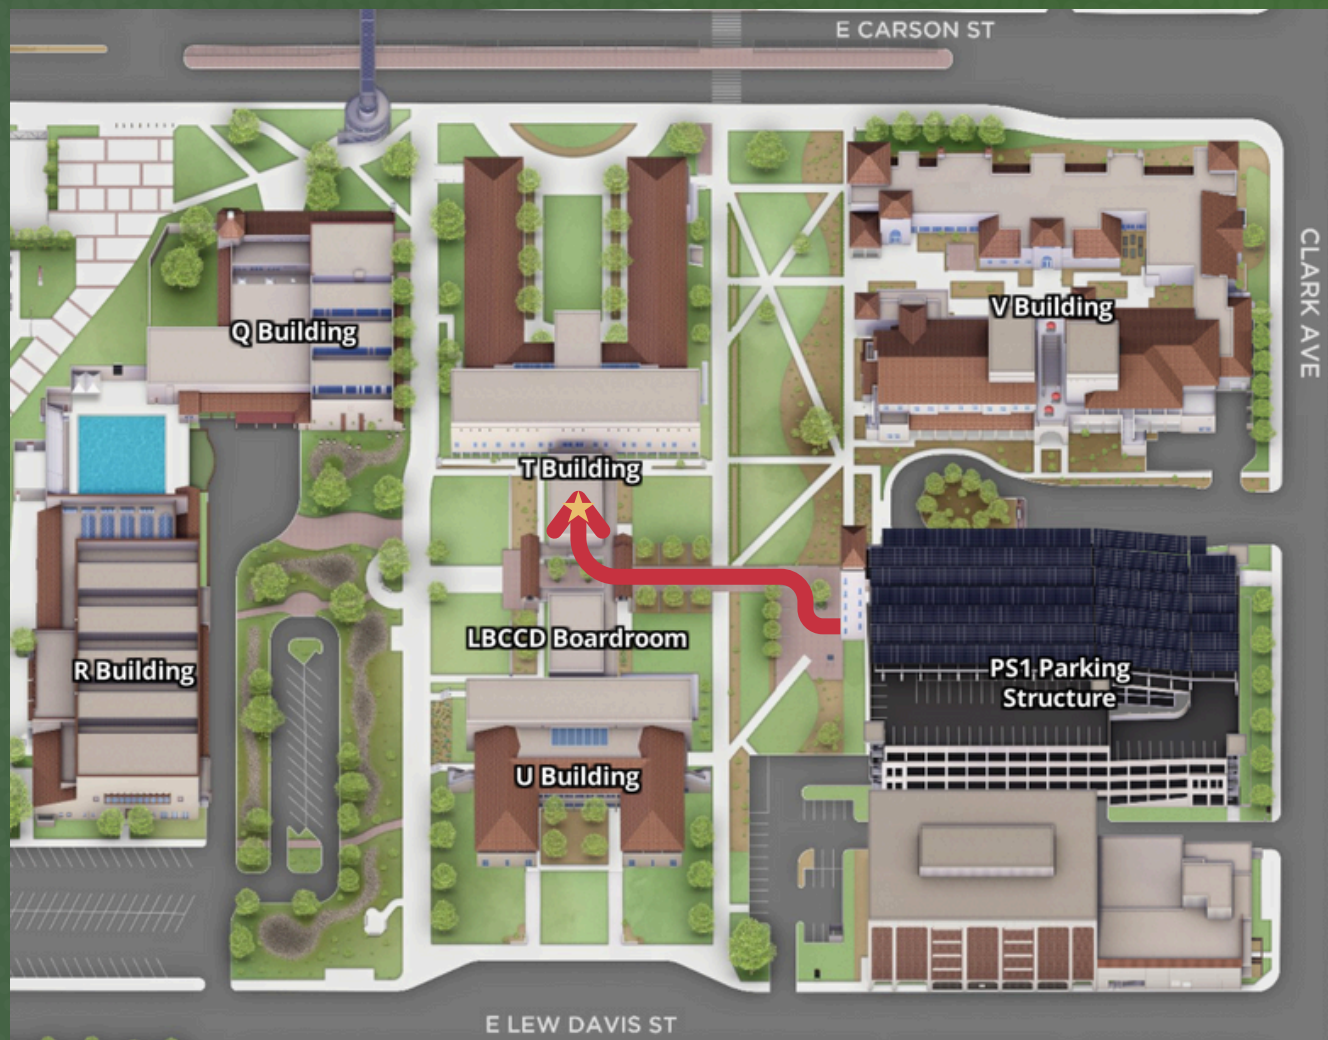 E CARSON ST
CLARK AVE
Q Building
V Building
T Building
LBCCD Boardroom
R Building
PS1 Parking
Structure
U Building
E LEW DAVIS ST